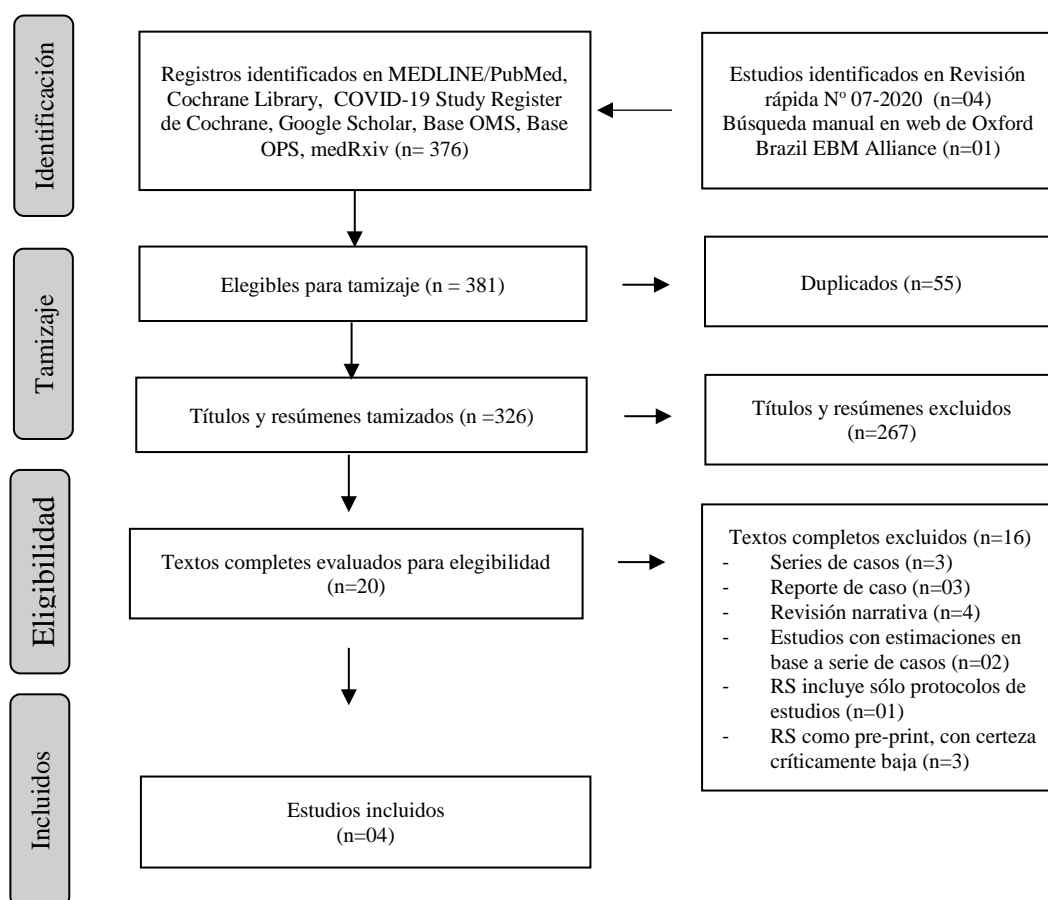 Identificación
Registros identificados en MEDLINE/PubMed,
Cochrane Library, COVID-19 Study Register
de Cochrane, Google Scholar, Base OMS, Base
OPS, medRxiv (n= 376)
Estudios identificados en Revisión
rápida Nº 07-2020 (n=04)
Búsqueda manual en web de Oxford
Brazil EBM Alliance (n=01)
Tamizaje
Elegibles para tamizaje (n = 381)
Duplicados (n=55)
Títulos y resúmenes tamizados (n =326)
Títulos y resúmenes excluidos
(n=267)
Eligibilidad
Textos completes evaluados para elegibilidad
(n=20)
Textos completos excluidos (n=16)
- Series de casos (n=3)
- Reporte de caso (n=03)
- Revisión narrativa (n=4)
- Estudios con estimaciones en
base a serie de casos (n=02)
- RS incluye sólo protocolos de
estudios (n=01)
- RS como pre-print, con certeza
críticamente baja (n=3)
Incluidos
Estudios incluidos
(n=04)